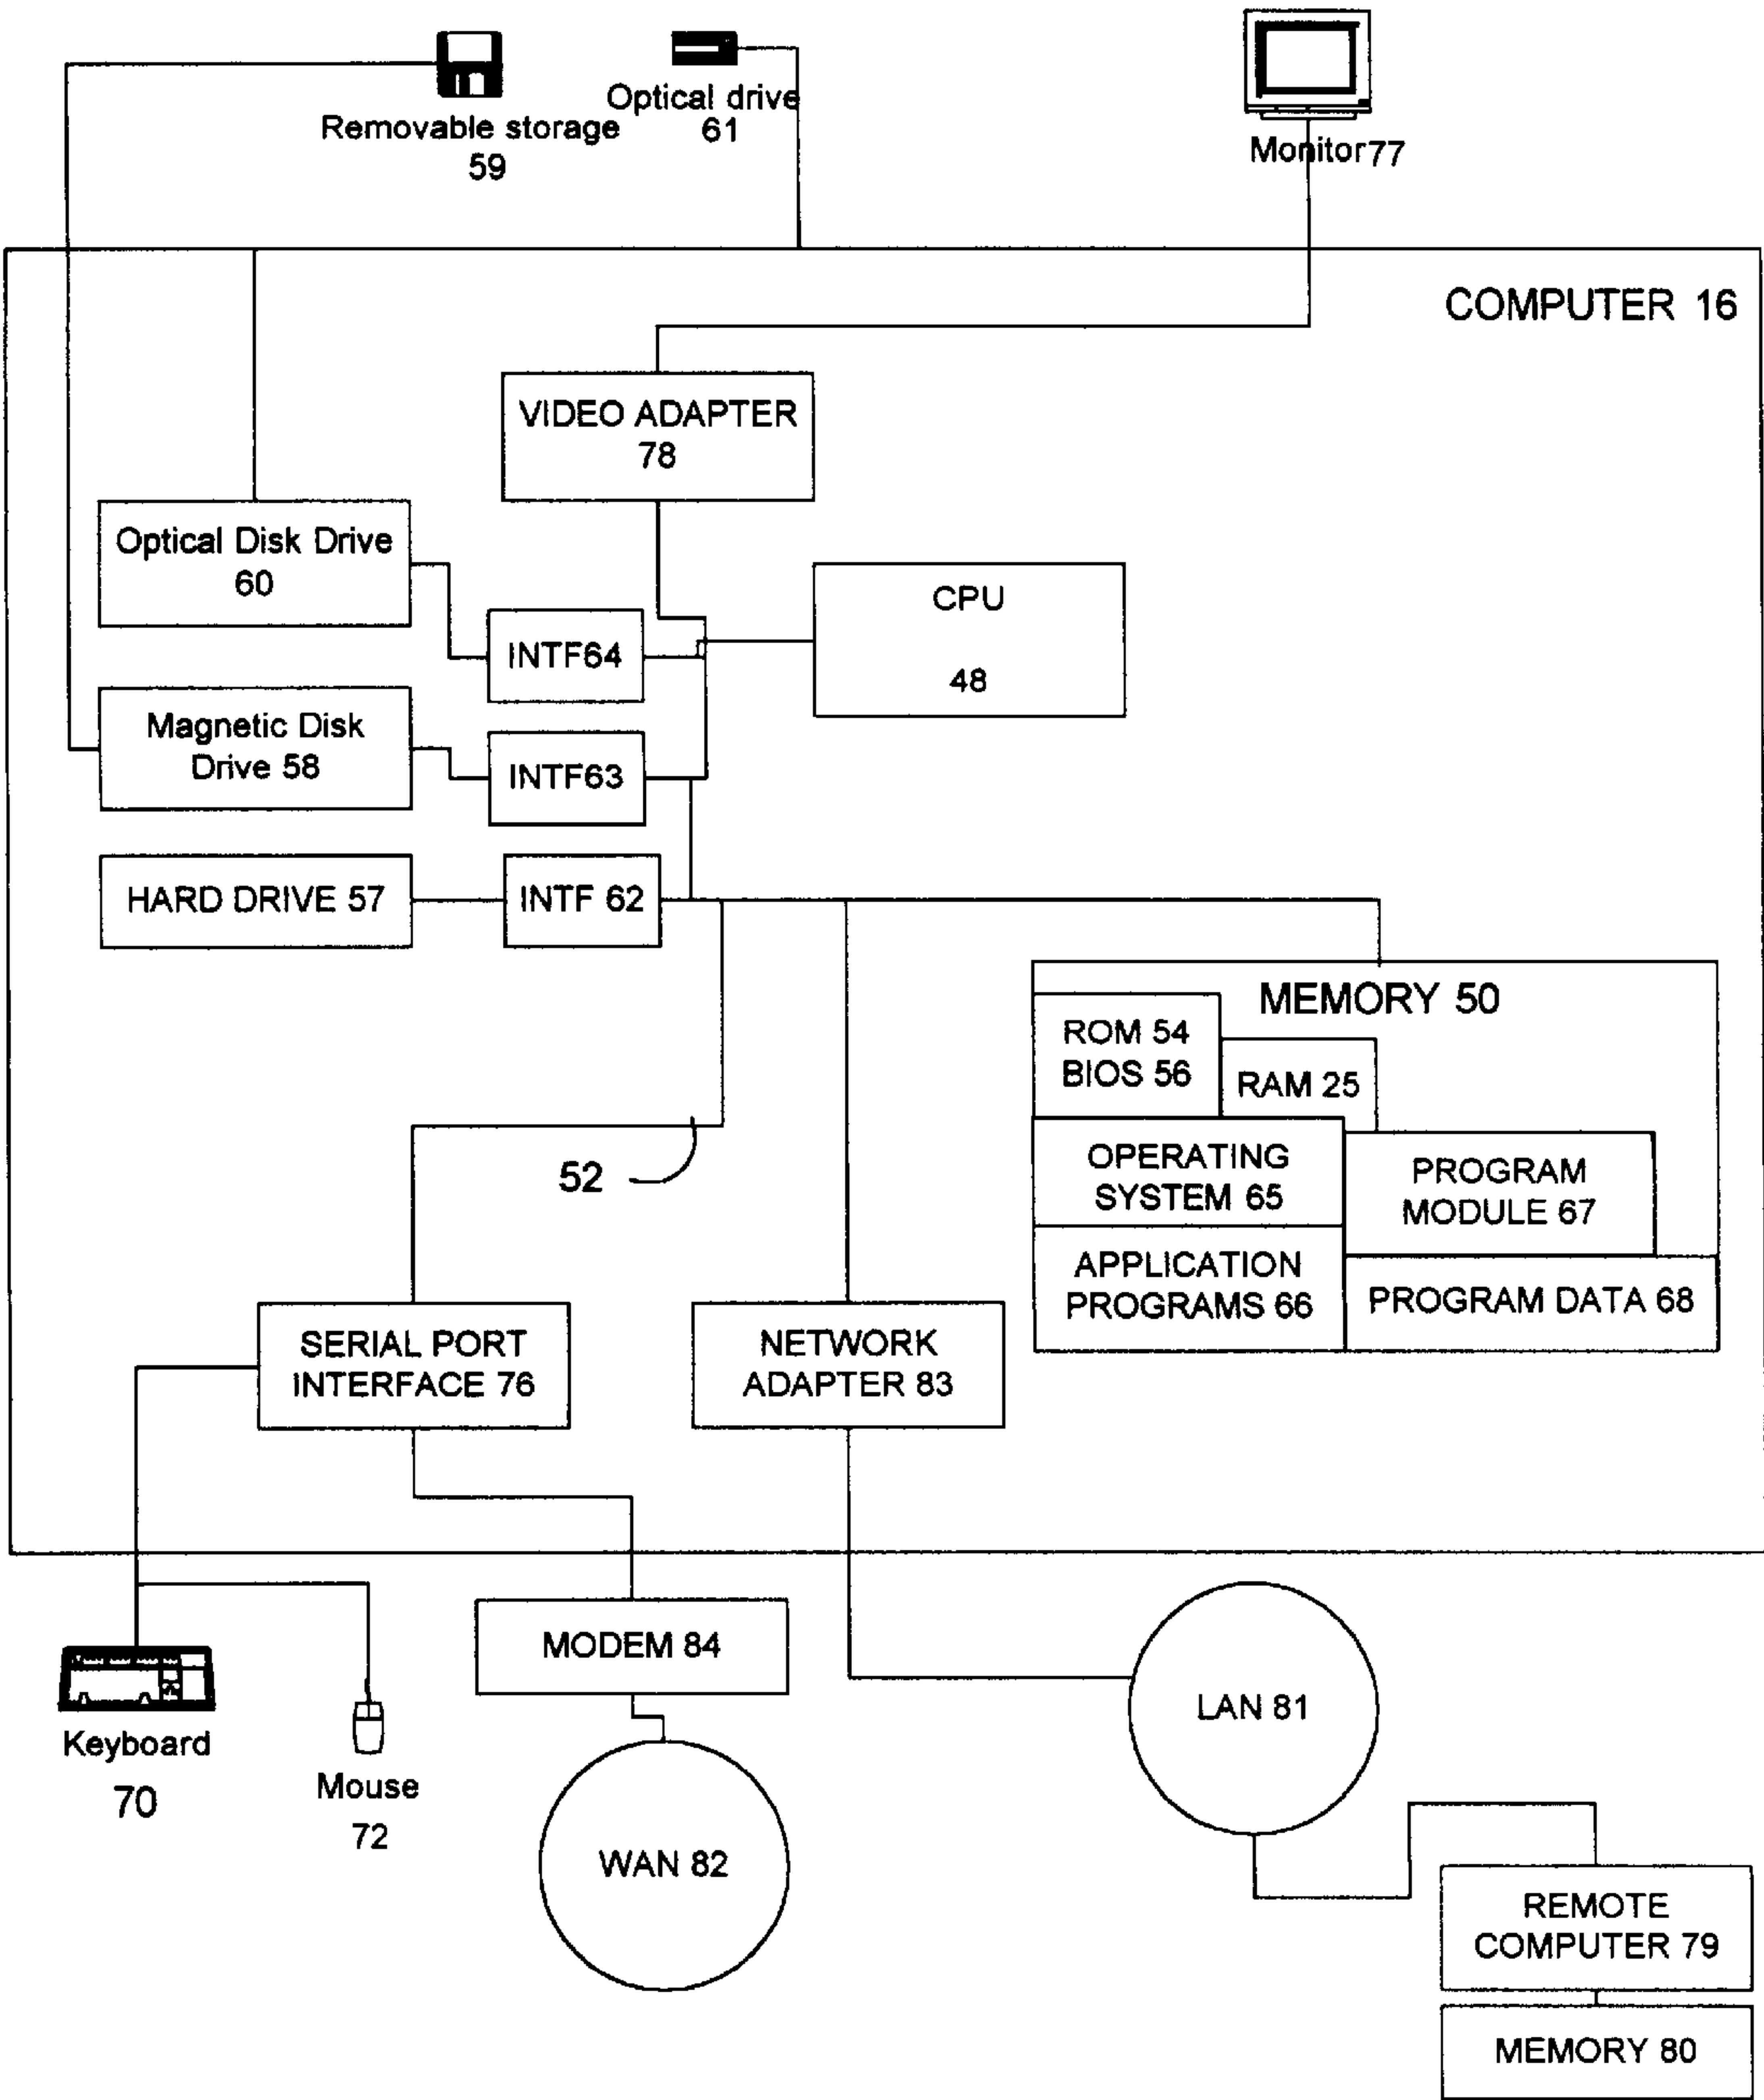 Removable storage
59
Optical drive
61
Monitor77
COMPUTER 16
VIDEO ADAPTER
78
Optical Disk Drive
60
CPU
48
INTF64
Magnetic Disk
Drive 58
INTF63
HARD DRIVE 57
INTF 62
MEMORY 50
ROM 54
BIOS 56
RAM 25
OPERATING
SYSTEM 65
PROGRAM
MODULE 67
APPLICATION
PROGRAMS 66
PROGRAM DATA 68
52
SERIAL PORT
INTERFACE 76
NETWORK
ADAPTER 83
MODEM 84
LAN 81
Keyboard
70
Mouse
72
WAN 82
REMOTE
COMPUTER 79
MEMORY 80